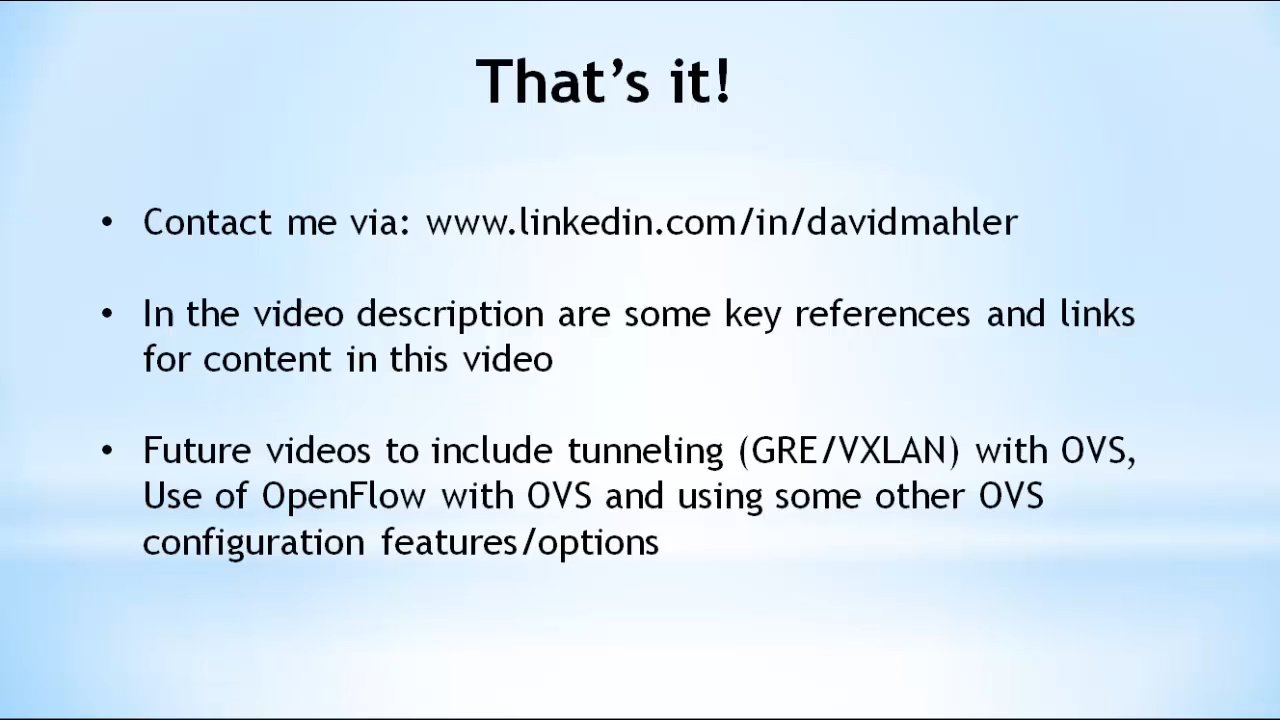 That’s it!
• Contact me via: www.linkedin.com/in/davidmahler
• In the video description are some key references and links
for content in this video
• Future videos to include tunneling (GRE/VXLAN) with OVS,
Use of OpenFlow with OVS and using some other OVS
configuration features/options